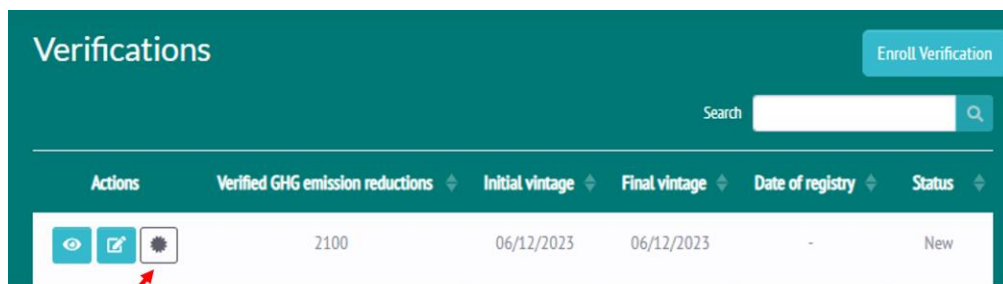 Verifications
Enroll Verification
Search
Actions Verified GHG emission reductions Initial vintage Final vintage Date of registry Status
2100 06/12/2023 06/12/2023 - New